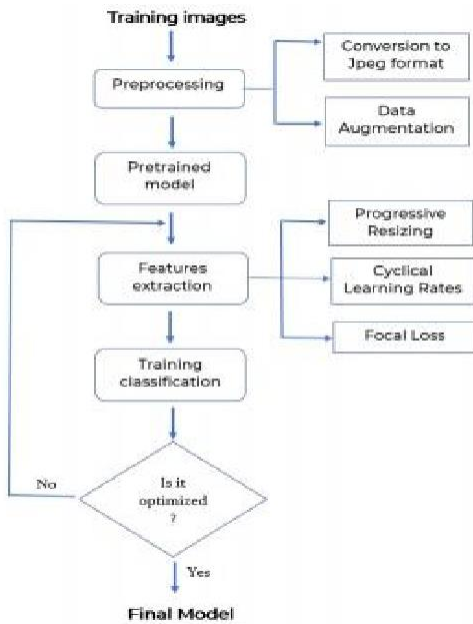 Training images
Preprocessing
Conversion to
Jpeg format
Data
Augmentation
Pretrained
model
Features
extraction
Progressive
Resizing
Cyclical
Learning Rates
Focal Loss
Training
classification
Is it
optimized
?
No
Yes
Final Model